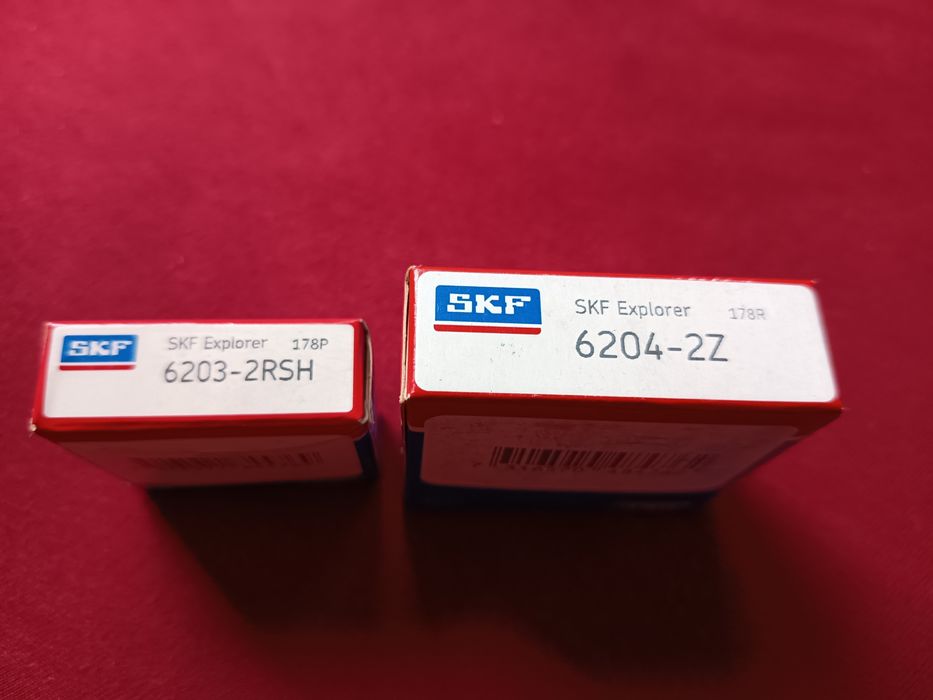 SKF
SKF Explorer 178P
6203-2RSH
SKF
SKF Explorer 178R
6204-2Z